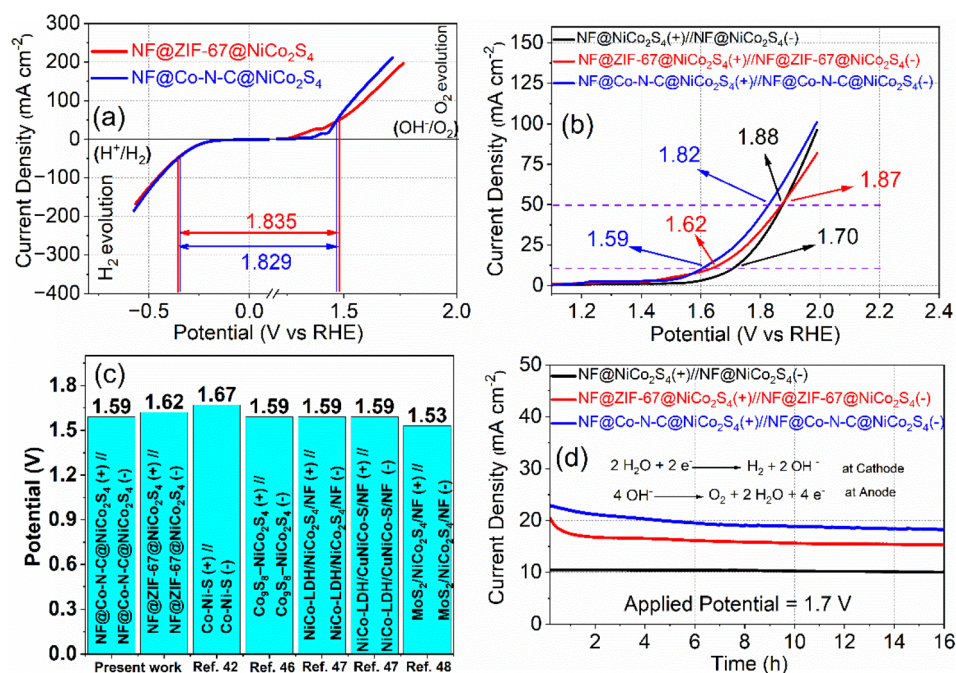 NF@ZIF-67@NiCo₂S₄
NF@Co-N-C@NiCo₂S₄
(a)
O₂ evolution
(OH⁻/O₂)
(H⁺/H₂)
H₂ evolution
1.835
1.829
400
300
200
100
0
−100
−200
−300
−400
−0.5
0.0
1.5
2.0
Current Density (mA cm⁻²)
Potential (V vs RHE)
NF@NiCo₂S₄(+)//NF@NiCo₂S₄(-)
NF@ZIF-67@NiCo₂S₄(+)//NF@ZIF-67@NiCo₂S₄(-)
NF@Co-N-C@NiCo₂S₄(+)//NF@Co-N-C@NiCo₂S₄(-)
(b)
1.88
1.82
1.87
1.62
1.59
1.70
150
125
100
75
50
25
0
1.2
1.4
1.6
1.8
2.0
2.2
2.4
Current Density (mA cm⁻²)
Potential (V vs RHE)
(c)
1.59
1.62
1.67
1.59
1.59
1.59
1.53
1.8
1.5
1.2
0.9
0.6
0.3
0.0
Potential (V)
NF@Co-N-C@NiCo₂S₄ (+) //
NF@Co-N-C@NiCo₂S₄ (-)
NF@ZIF-67@NiCo₂S₄ (+) //
NF@ZIF-67@NiCo₂S₄ (-)
Co-Ni-S (+) //
Co-Ni-S (-)
Co₉S₈–NiCo₂S₄ (+) //
Co₉S₈–NiCo₂S₄ (-)
NiCo-LDH/NiCo₂S₄/NF (+) //
NiCo-LDH/NiCo₂S₄/NF (-)
NiCo-LDH/CuNiCo-S/NF (+) //
NiCo-LDH/CuNiCo-S/NF (-)
MoS₂/NiCo₂S₄/NF (+) //
MoS₂/NiCo₂S₄/NF (-)
Present work
Ref. 42
Ref. 46
Ref. 47
Ref. 47
Ref. 48
NF@NiCo₂S₄(+)//NF@NiCo₂S₄(-)
NF@ZIF-67@NiCo₂S₄(+)//NF@ZIF-67@NiCo₂S₄(-)
NF@Co-N-C@NiCo₂S₄(+)//NF@Co-N-C@NiCo₂S₄(-)
(d)
2 H₂O + 2 e⁻ ⟶ H₂ + 2 OH⁻ at Cathode
4 OH⁻ ⟶ O₂ + 2 H₂O + 4 e⁻ at Anode
Applied Potential = 1.7 V
50
40
30
20
10
0
2
4
6
8
10
12
14
16
Current Density (mA cm⁻²)
Time (h)